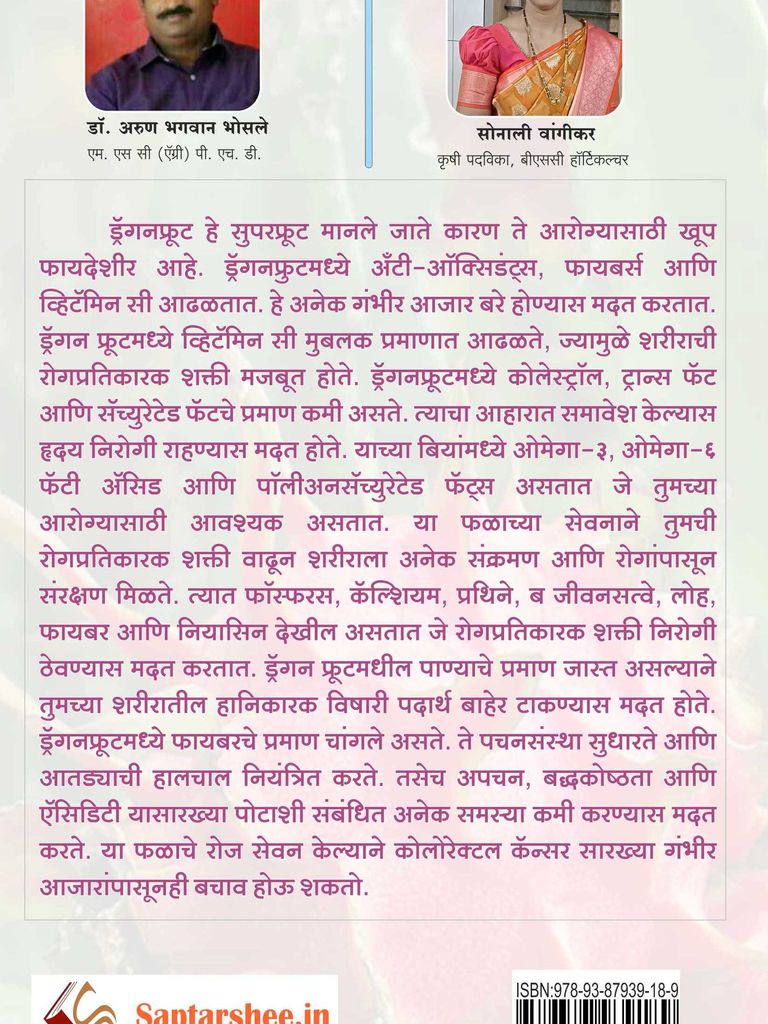 डॉ. अरुण भगवान भोसले
एम. एस सी (ऍग्री) पी. एच. डी.
सोनाली वांगीकर
कृषी पदविका, बीएससी हॉर्टिकल्चर
ड्रॅगनफ्रूट हे सुपरफ्रूट मानले जाते कारण ते आरोग्यासाठी खूप
फायदेशीर आहे. ड्रॅगनफ्रुटमध्ये अँटी-ऑक्सिडंट्स, फायबर्स आणि
व्हिटॅमिन सी आढळतात. हे अनेक गंभीर आजार बरे होण्यास मदत करतात.
ड्रॅगन फ्रूटमध्ये व्हिटॅमिन सी मुबलक प्रमाणात आढळते, ज्यामुळे शरीराची
रोगप्रतिकारक शक्ती मजबूत होते. ड्रॅगनफ्रूटमध्ये कोलेस्ट्रॉल, ट्रान्स फॅट
आणि सॅच्युरेटेड फॅटचे प्रमाण कमी असते. त्याचा आहारात समावेश केल्यास
हृदय निरोगी राहण्यास मदत होते. याच्या बियांमध्ये ओमेगा-३, ओमेगा-६
फॅटी ॲसिड आणि पॉलीअनसॅच्युरेटेड फॅट्स असतात जे तुमच्या
आरोग्यासाठी आवश्यक असतात. या फळाच्या सेवनाने तुमची
रोगप्रतिकारक शक्ती वाढून शरीराला अनेक संक्रमण आणि रोगांपासून
संरक्षण मिळते. त्यात फॉस्फरस, कॅल्शियम, प्रथिने, ब जीवनसत्वे, लोह,
फायबर आणि नियासिन देखील असतात जे रोगप्रतिकारक शक्ती निरोगी
ठेवण्यास मदत करतात. ड्रॅगन फ्रूटमधील पाण्याचे प्रमाण जास्त असल्याने
तुमच्या शरीरातील हानिकारक विषारी पदार्थ बाहेर टाकण्यास मदत होते.
ड्रॅगनफ्रूटमध्ये फायबरचे प्रमाण चांगले असते. ते पचनसंस्था सुधारते आणि
आतड्याची हालचाल नियंत्रित करते. तसेच अपचन, बद्धकोष्ठता आणि
ऍसिडिटी यासारख्या पोटाशी संबंधित अनेक समस्या कमी करण्यास मदत
करते. या फळाचे रोज सेवन केल्याने कोलोरेक्टल कॅन्सर सारख्या गंभीर
आजारांपासूनही बचाव होऊ शकतो.
Saptarshee.in
ISBN:978-93-87939-18-9